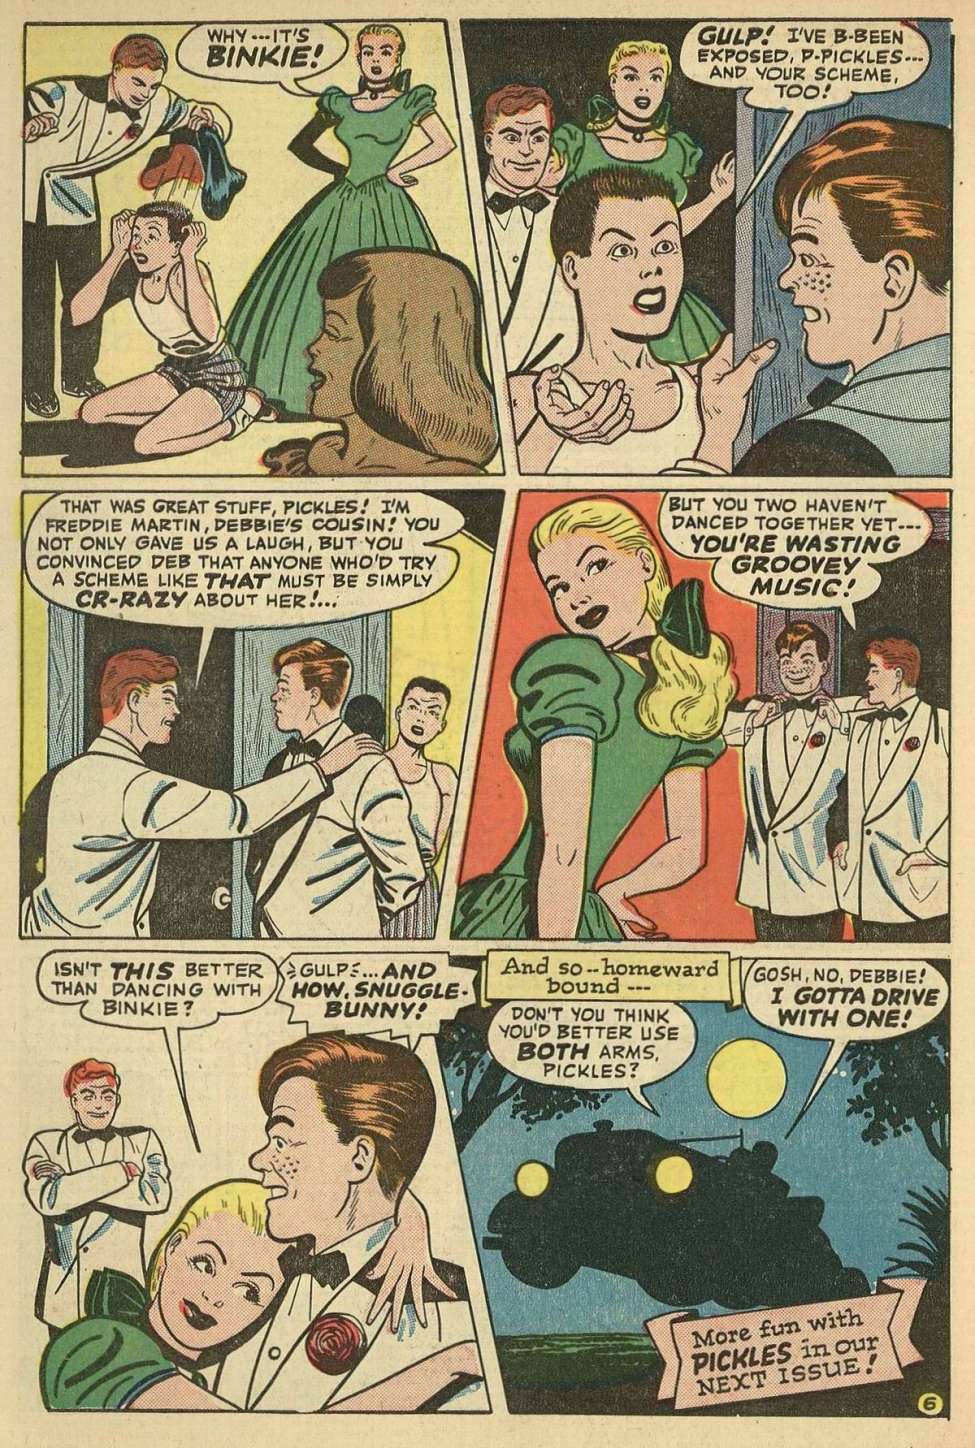 WHY---IT'S
BINKIE!
GULP! I'VE B-BEEN
EXPOSED, P-PICKLES---
AND YOUR SCHEME,
TOO!
THAT WAS GREAT STUFF, PICKLES! I'M
FREDDIE MARTIN, DEBBIE'S COUSIN! YOU
NOT ONLY GAVE US A LAUGH, BUT YOU
CONVINCED DEB THAT ANYONE WHO'D TRY
A SCHEME LIKE THAT MUST BE SIMPLY
CR-RAZY ABOUT HER!...
BUT YOU TWO HAVEN'T
DANCED TOGETHER YET---
YOU'RE WASTING
GROOVEY
MUSIC!
ISN'T THIS BETTER
THAN DANCING WITH
BINKIE?
GULP...AND
HOW, SNUGGLE-
BUNNY!
And so--homeward
bound---
DON'T YOU THINK
YOU'D BETTER USE
BOTH ARMS,
PICKLES?
GOSH, NO, DEBBIE!
I GOTTA DRIVE
WITH ONE!
More fun with
PICKLES in our
NEXT ISSUE!
6